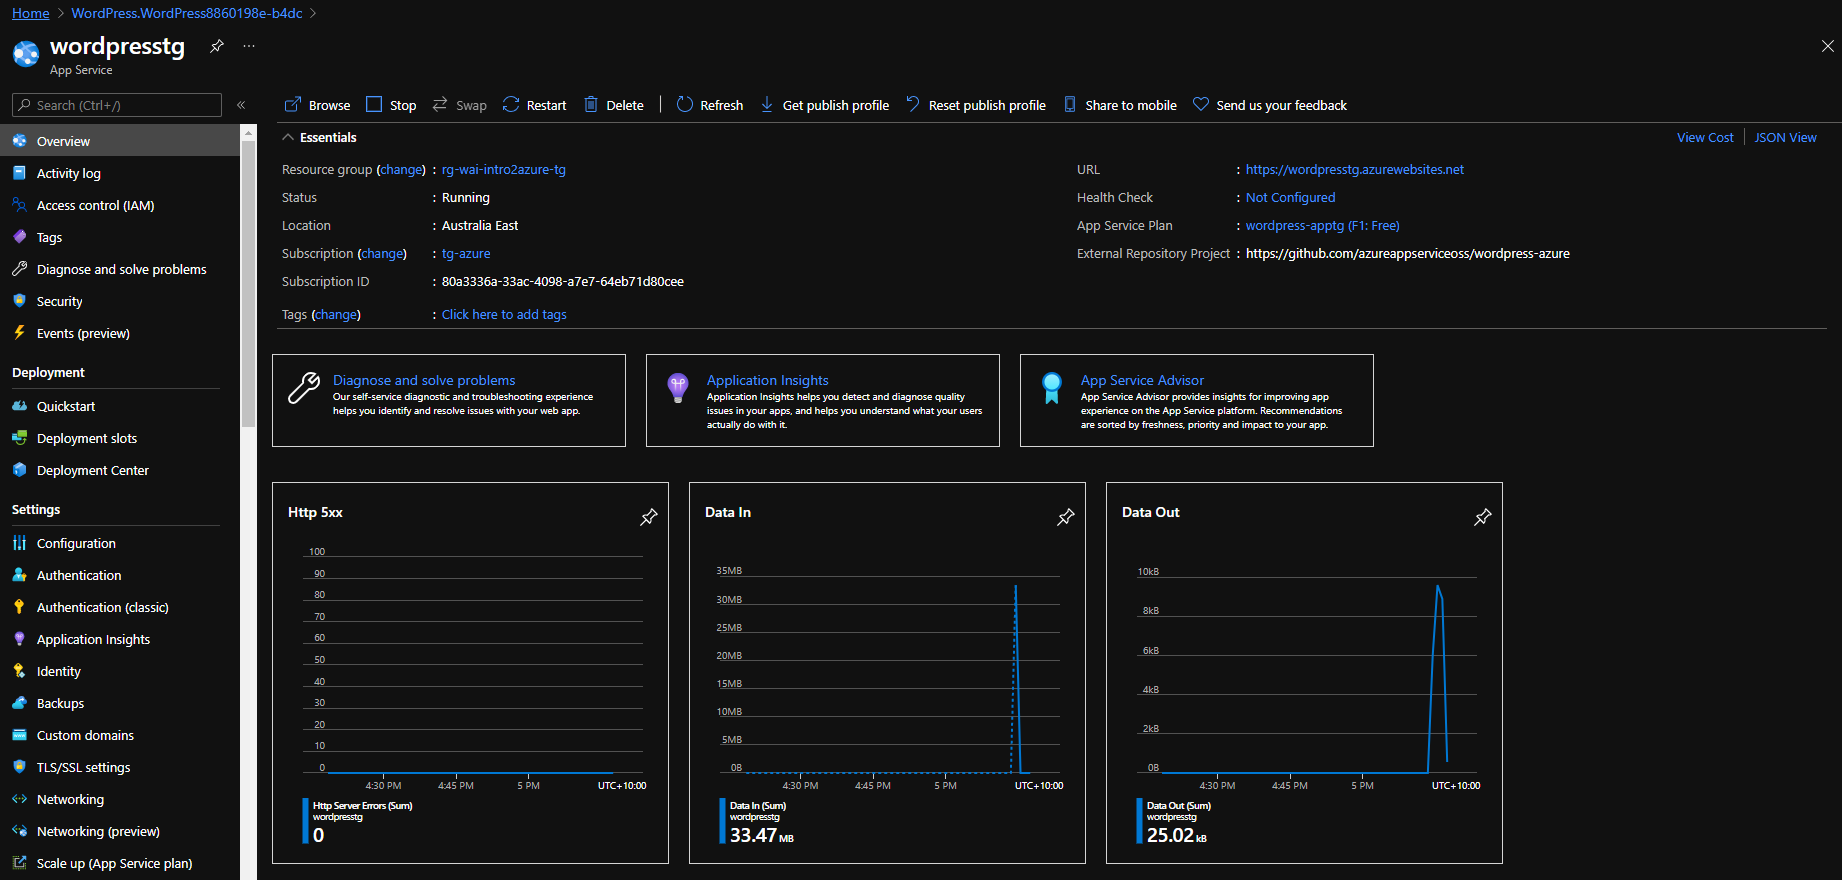 Home > WordPress.WordPress8860198e-b4dc >
wordpresstg
App Service
Search (Ctrl+/)
Overview
Activity log
Access control (IAM)
Tags
Diagnose and solve problems
Security
Events (preview)
Deployment
Quickstart
Deployment slots
Deployment Center
Settings
Configuration
Authentication
Authentication (classic)
Application Insights
Identity
Backups
Custom domains
TLS/SSL settings
Networking
Networking (preview)
Scale up (App Service plan)
Browse Stop Swap Restart Delete Refresh Get publish profile Reset publish profile Share to mobile Send us your feedback
Essentials
View Cost JSON View
Resource group (change) : rg-wai-intro2azure-tg
Status : Running
Location : Australia East
Subscription (change) : tg-azure
Subscription ID : 80a3336a-33ac-4098-a7e7-64eb71d80cee
Tags (change) : Click here to add tags
URL : https://wordpresstg.azurewebsites.net
Health Check : Not Configured
App Service Plan : wordpress-apptg (F1: Free)
External Repository Project : https://github.com/azureappserviceoss/wordpress-azure
Diagnose and solve problems
Our self-service diagnostic and troubleshooting experience
helps you identify and resolve issues with your web app.
Application Insights
Application Insights helps you detect and diagnose quality
issues in your apps, and helps you understand what your users
actually do with it.
App Service Advisor
App Service Advisor provides insights for improving app
experience on the App Service platform. Recommendations
are sorted by freshness, priority and impact to your app.
Http 5xx
100
90
80
70
60
50
40
30
20
10
0
4:30 PM 4:45 PM 5 PM UTC+10:00
Http Server Errors (Sum)
wordpresstg
0
Data In
35MB
30MB
25MB
20MB
15MB
10MB
5MB
0B
4:30 PM 4:45 PM 5 PM UTC+10:00
Data In (Sum)
wordpresstg
33.47 MB
Data Out
10kB
8kB
6kB
4kB
2kB
0B
4:30 PM 4:45 PM 5 PM UTC+10:00
Data Out (Sum)
wordpresstg
25.02 kB